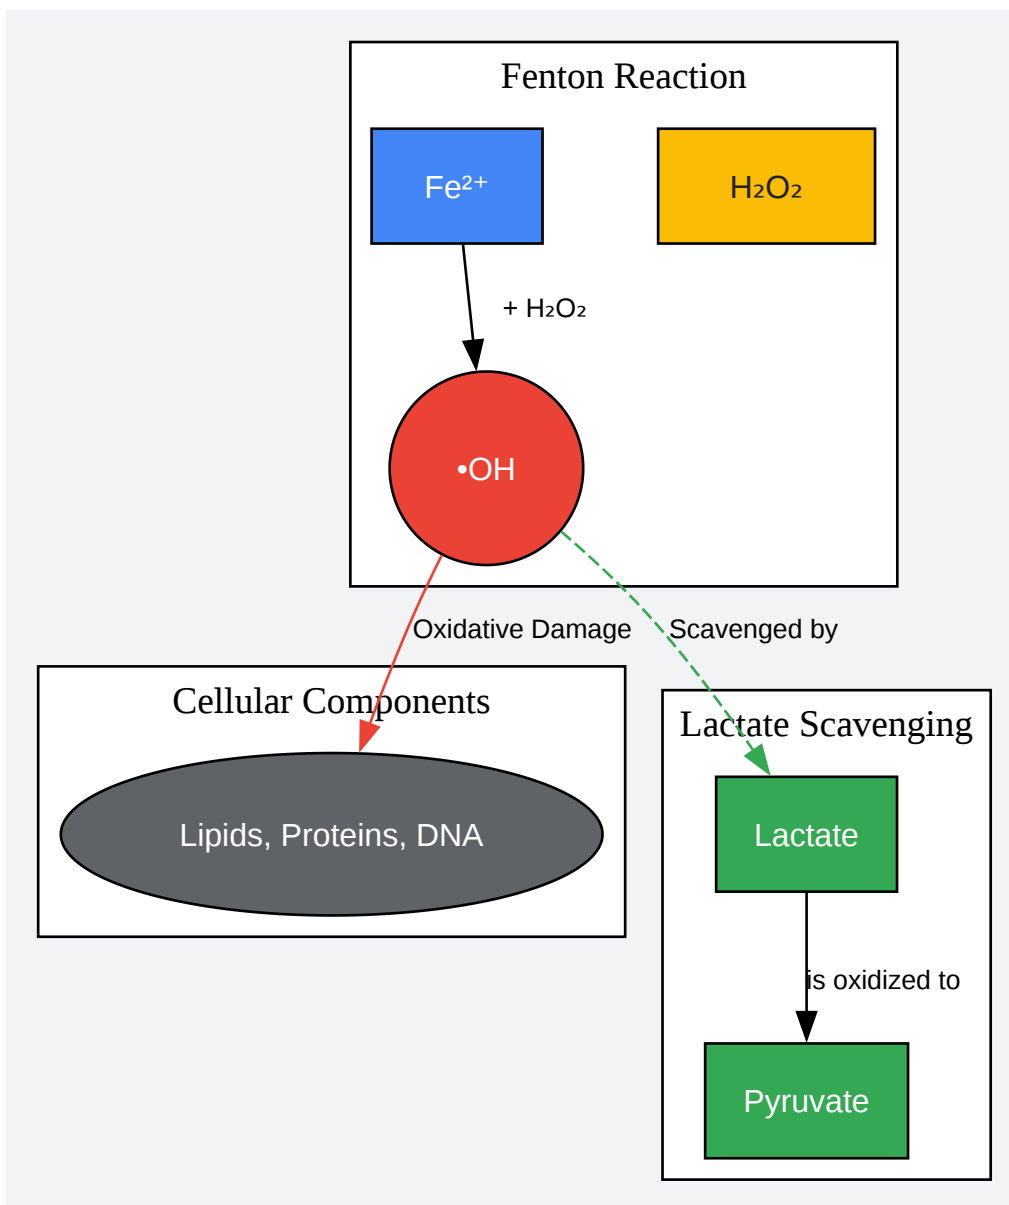 Fenton Reaction
Fe²⁺
H₂O₂
+ H₂O₂
•OH
Oxidative Damage
Scavenged by
Cellular Components
Lactate Scavenging
Lipids, Proteins, DNA
Lactate
is oxidized to
Pyruvate